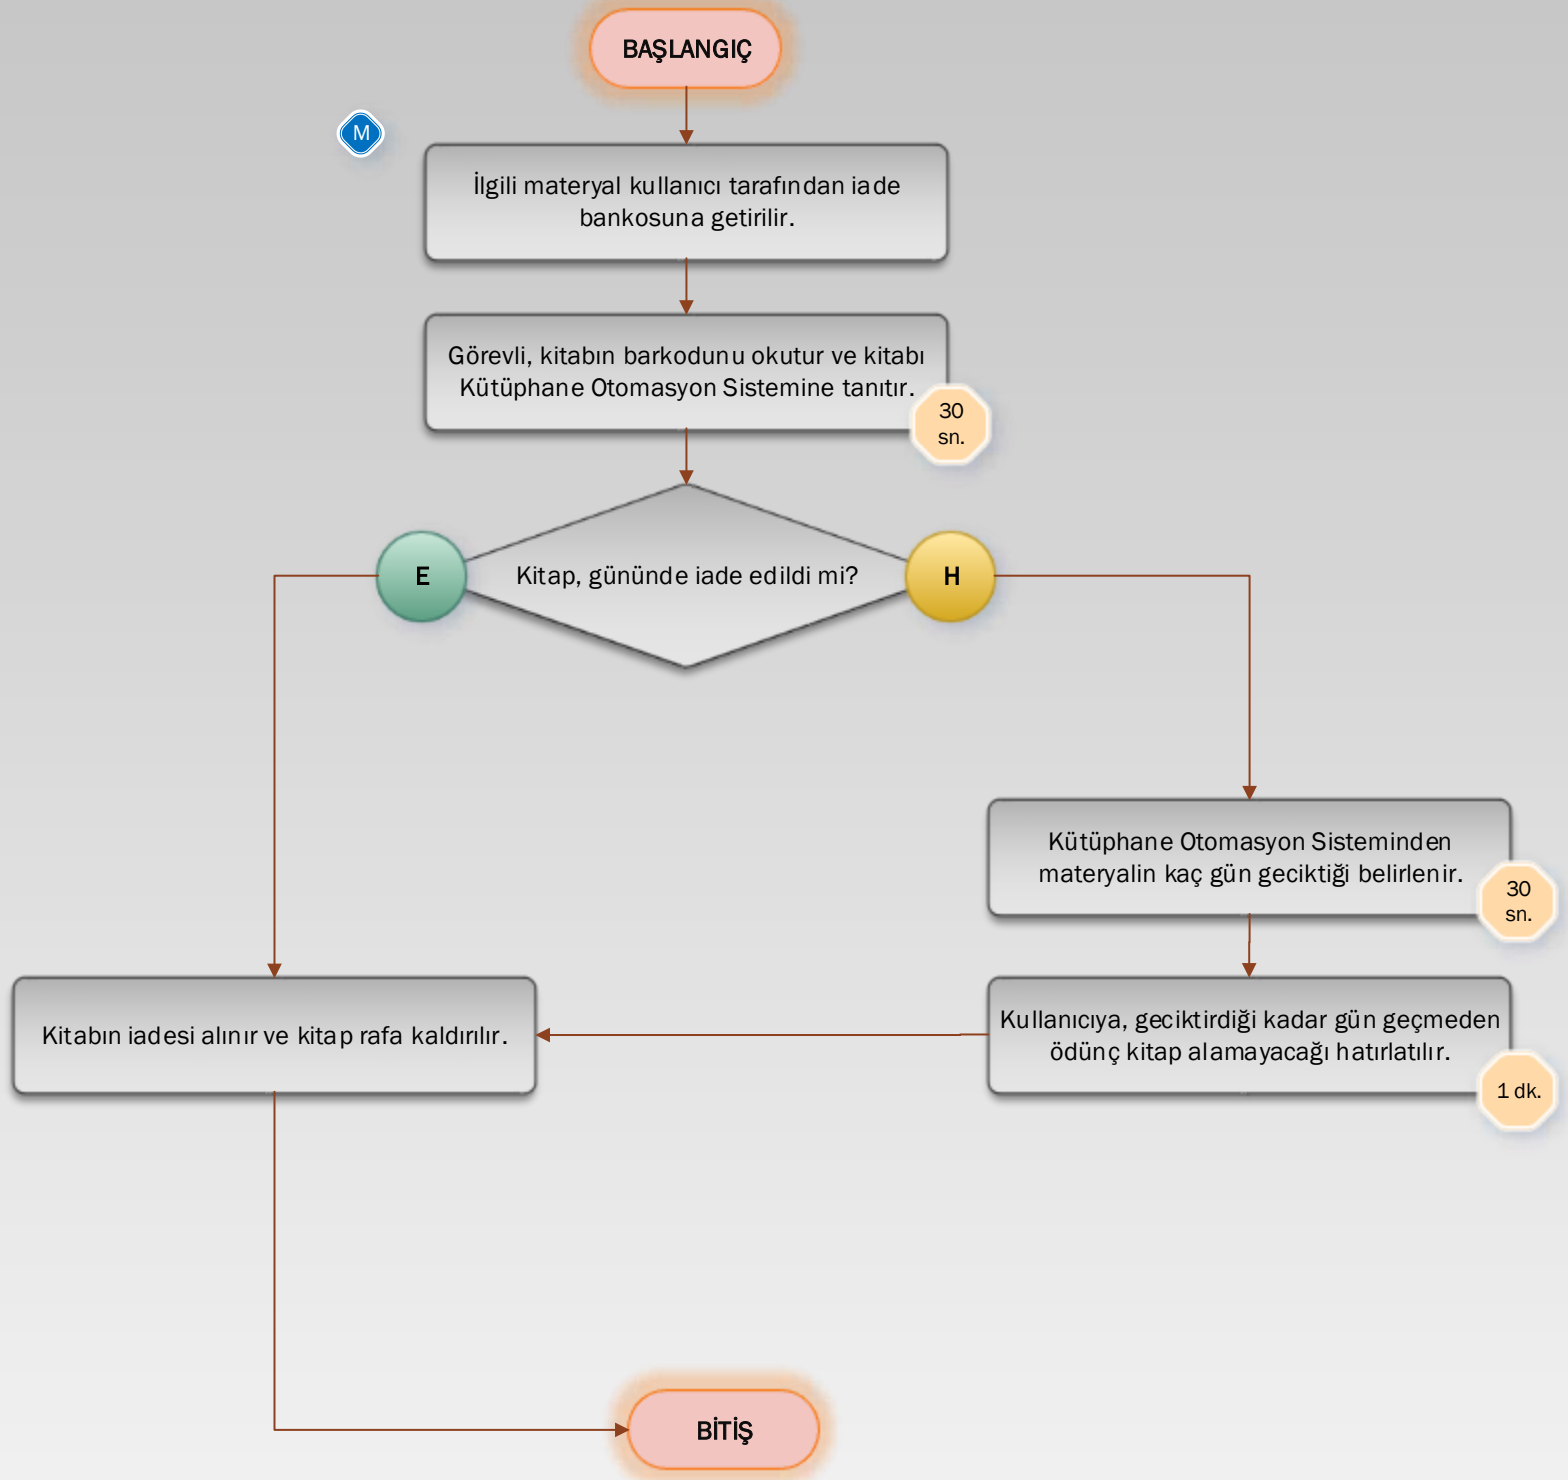 BAŞLANGIÇ
M
İlgili materyal kullanıcı tarafından iade
bankosuna getirilir.
Görevli, kitabın barkodunu okutur ve kitabı
Kütüphane Otomasyon Sistemine tanıtır.
30
sn.
E
Kitap, gününde iade edildi mi?
H
Kütüphane Otomasyon Sisteminden
materyalin kaç gün geciktiği belirlenir.
30
sn.
Kitabın iadesi alınır ve kitap rafa kaldırılır.
Kullanıcıya, geciktirdiği kadar gün geçmeden
ödünç kitap alamayacağı hatırlatılır.
1 dk.
BİTİŞ